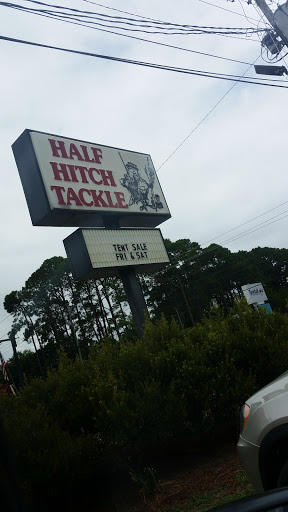 HALF
HITCH
TACKLE
TENT SALE
FRI & SAT